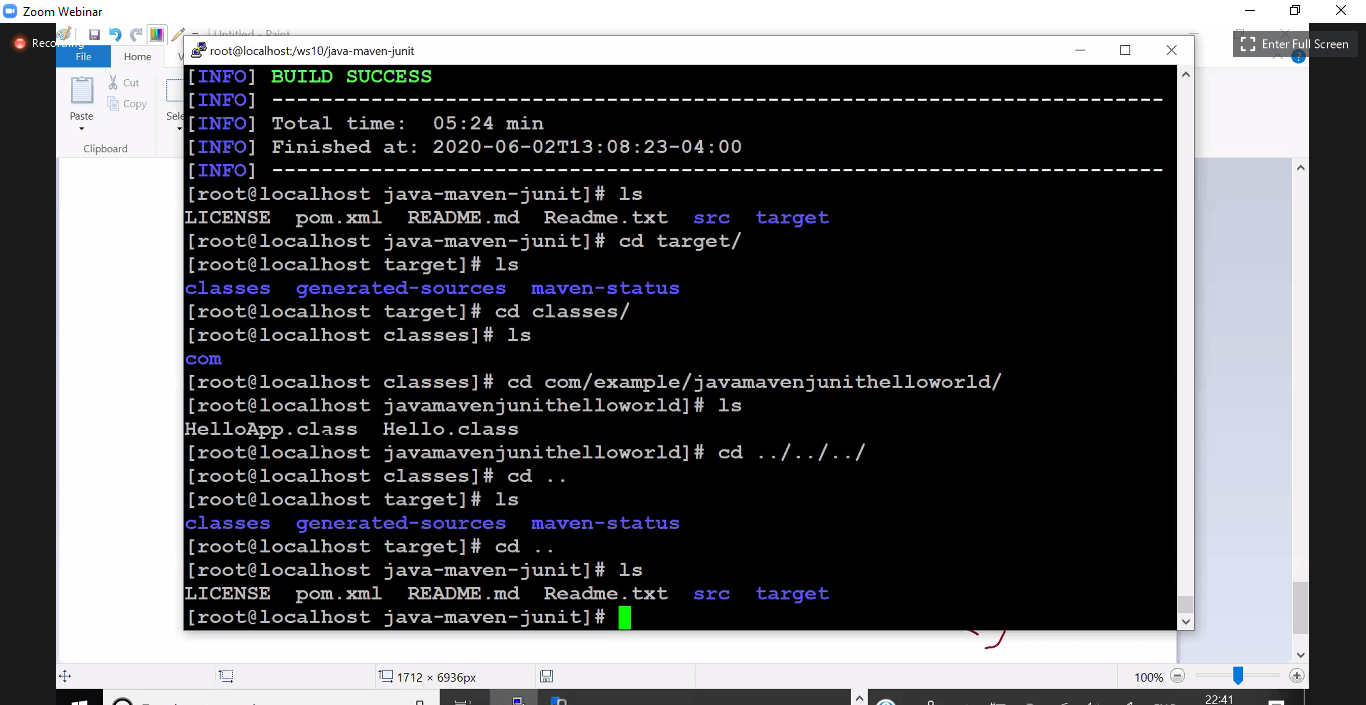 Zoom Webinar
Recording
Untitled - Paint
root@localhost:/ws10/java-maven-junit
Enter Full Screen
File
Home
Cut
Copy
Paste
Clipboard
[INFO] BUILD SUCCESS
[INFO] ------------------------------------------------------------------------
[INFO] Total time:  05:24 min
[INFO] Finished at: 2020-06-02T13:08:23-04:00
[INFO] ------------------------------------------------------------------------
[root@localhost java-maven-junit]# ls
LICENSE  pom.xml  README.md  Readme.txt  src  target
[root@localhost java-maven-junit]# cd target/
[root@localhost target]# ls
classes  generated-sources  maven-status
[root@localhost target]# cd classes/
[root@localhost classes]# ls
com
[root@localhost classes]# cd com/example/javamavenjunithelloworld/
[root@localhost javamavenjunithelloworld]# ls
HelloApp.class  Hello.class
[root@localhost javamavenjunithelloworld]# cd ../../../
[root@localhost classes]# cd ..
[root@localhost target]# ls
classes  generated-sources  maven-status
[root@localhost target]# cd ..
[root@localhost java-maven-junit]# ls
LICENSE  pom.xml  README.md  Readme.txt  src  target
[root@localhost java-maven-junit]#
1712 × 6936px
100%
22:41